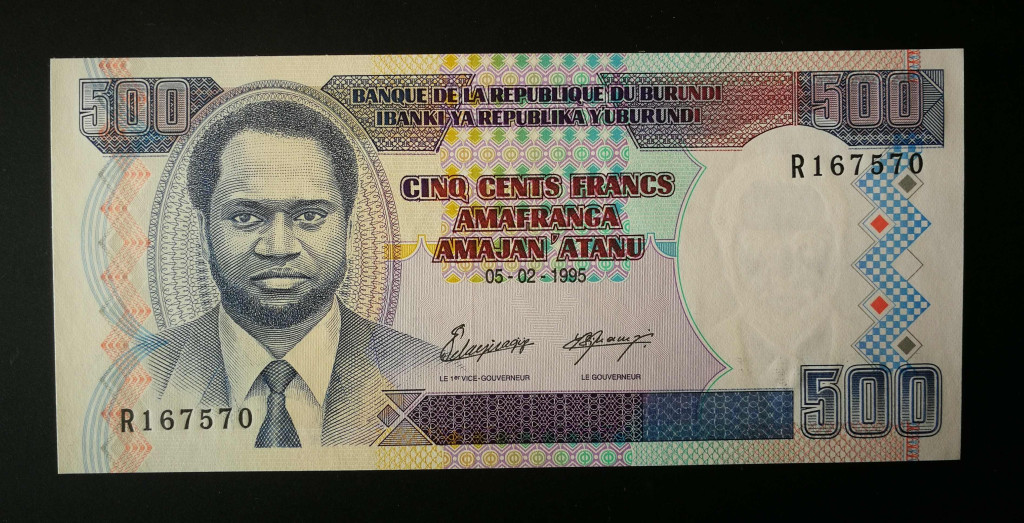 500
500
BANQUE DE LA REPUBLIQUE DU BURUNDI
IBANKI YA REPUBLIKA Y'UBURUNDI
R167570
CINQ CENTS FRANCS
AMAFRANGA
AMAJAN'ATANU
05-02-1995
LE 1er VICE-GOUVERNEUR
LE GOUVERNEUR
500
R167570